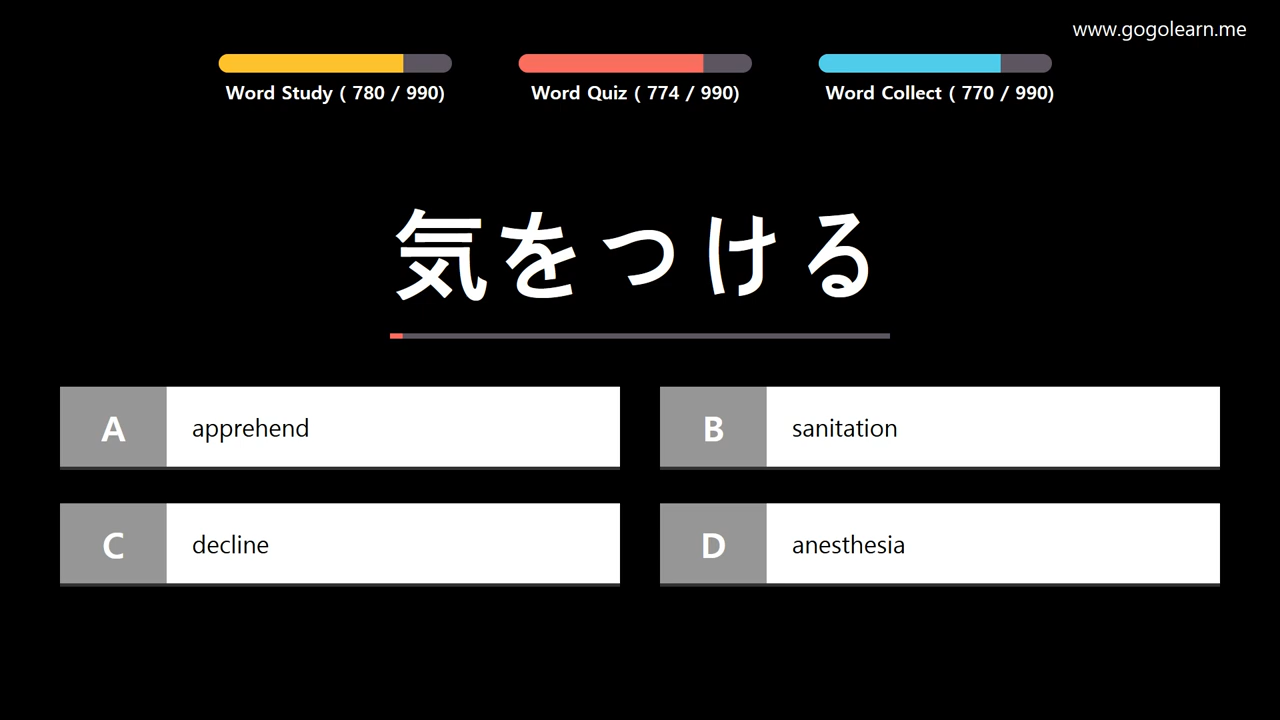 www.gogolearn.me
Word Study ( 780 / 990)
Word Quiz ( 774 / 990)
Word Collect ( 770 / 990)
気をつける
A apprehend
B sanitation
C decline
D anesthesia